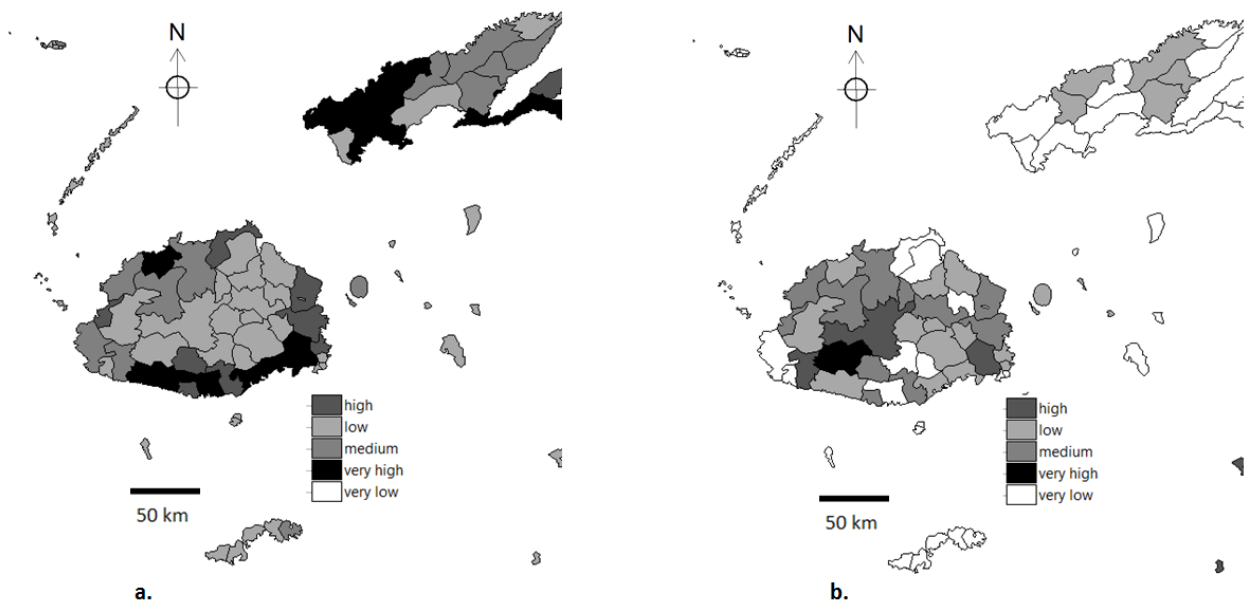 N
high
low
medium
very high
very low
50 km
a.
N
high
low
medium
very high
very low
50 km
b.